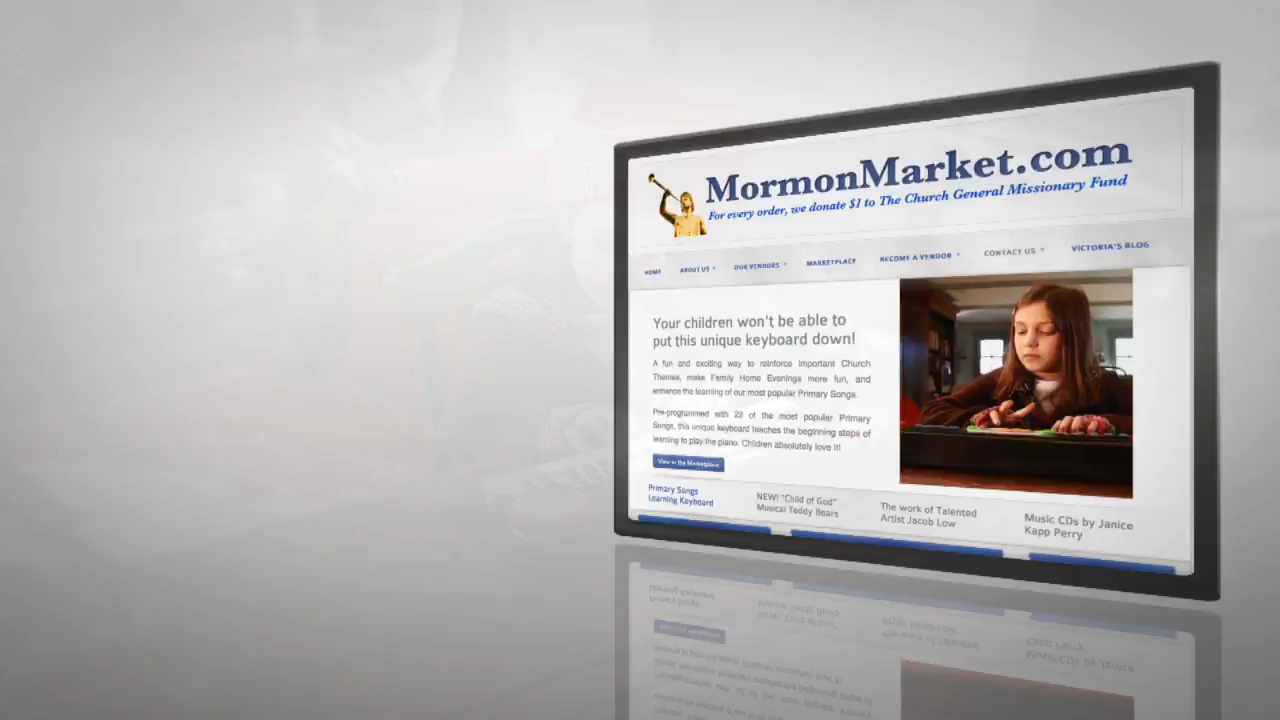 MormonMarket.com
For every order, we donate $1 to The Church General Missionary Fund
HOME ABOUT US OUR VENDORS MARKETPLACE BECOME A VENDOR CONTACT US VICTORIA'S BLOG
Your children won't be able to
put this unique keyboard down!
A fun and exciting way to reinforce important Church
Themes, make Family Home Evenings more fun, and
enhance the learning of our most popular Primary Songs.
Pre-programmed with 22 of the most popular Primary
Songs, this unique keyboard teaches the beginning steps of
learning to play the piano. Children absolutely love it!
View in the Marketplace
Primary Songs
Learning Keyboard
NEW! "Child of God"
Musical Teddy Bears
The work of Talented
Artist Jacob Low
Music CDs by Janice
Kapp Perry